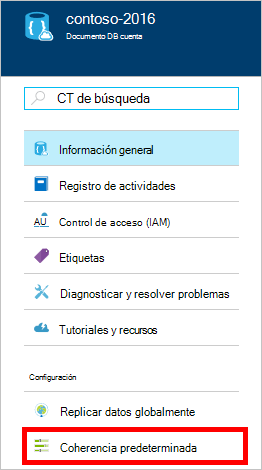 contoso-2016
Documento DB cuenta
CT de búsqueda
Información general
Registro de actividades
AU
Control de acceso (IAM)
Etiquetas
Diagnosticar y resolver problemas
Tutoriales y recursos
Configuración
Replicar datos globalmente
Coherencia predeterminada